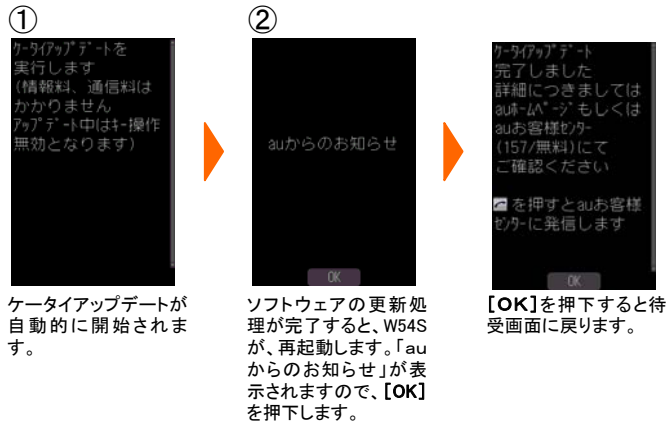 ①
ケータイアップデートを
実行します
(情報料、通信料は
かかりません
アップデート中はキー操作
無効となります)
ケータイアップデートが
自動的に開始されま
す。
②
auからのお知らせ
OK
ソフトウェアの更新処
理が完了すると、W54S
が、再起動します。「au
からのお知らせ」が表
示されますので、[OK]
を押下します。
ケータイアップデート
完了しました
詳細につきましては
auホームページもしくは
auお客様センター
(157/無料)にて
ご確認ください
を押すとauお客様
センターに発信します
OK
[OK]を押下すると待
受画面に戻ります。